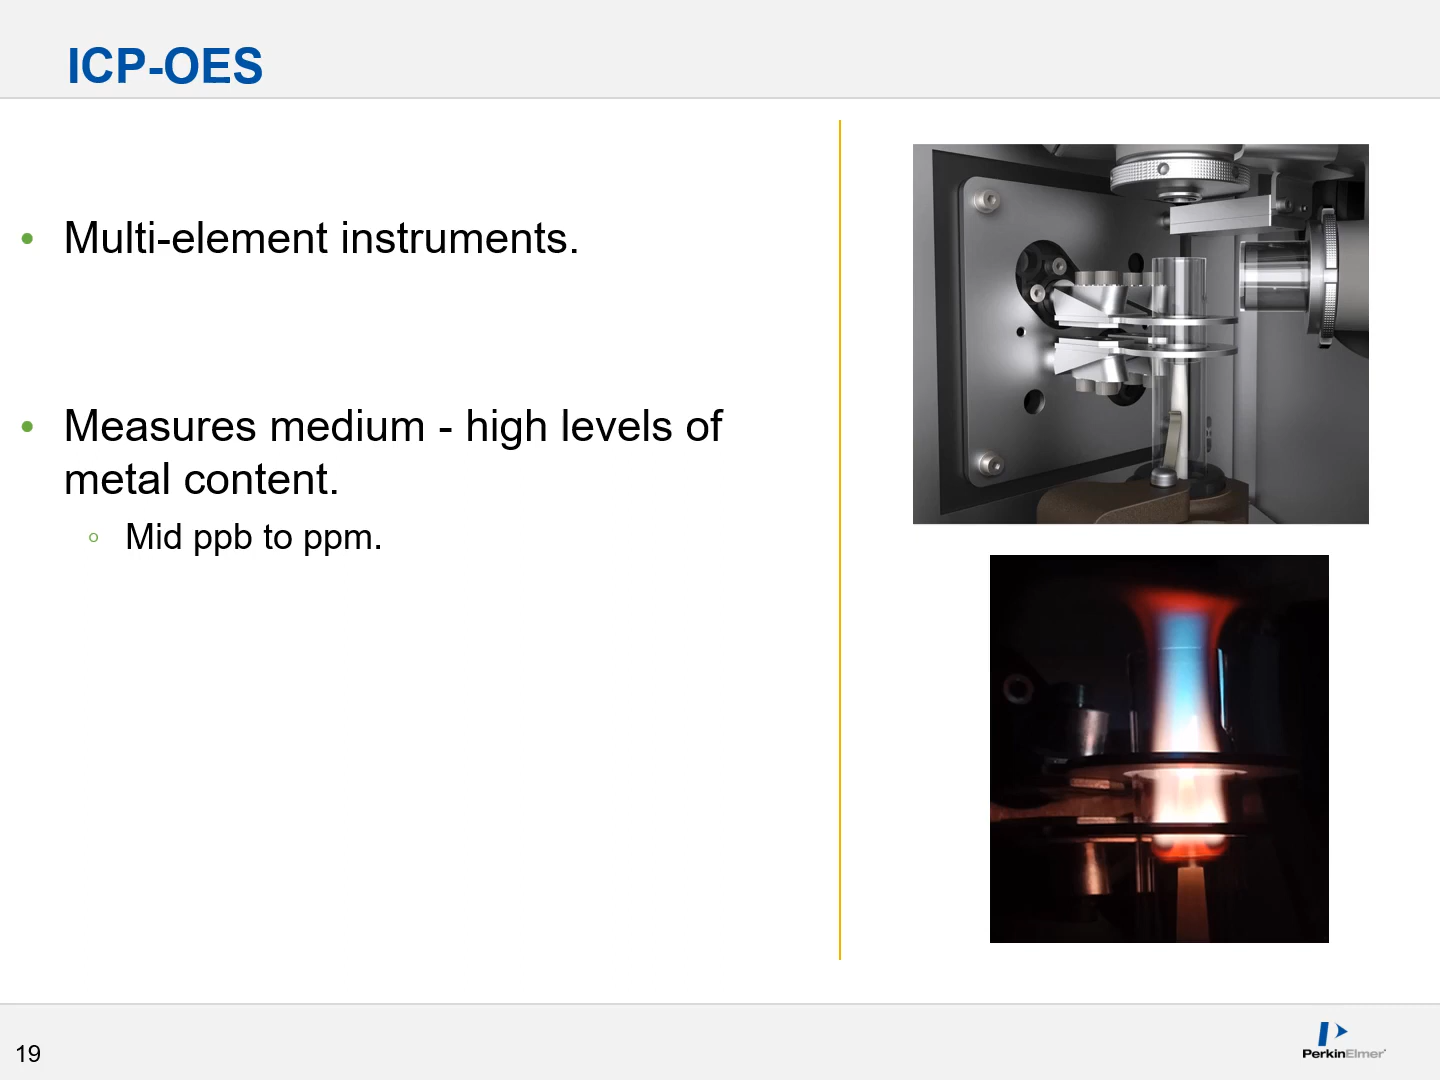 ICP-OES
• Multi-element instruments.
• Measures medium - high levels of
metal content.
◦ Mid ppb to ppm.
19
PerkinElmer